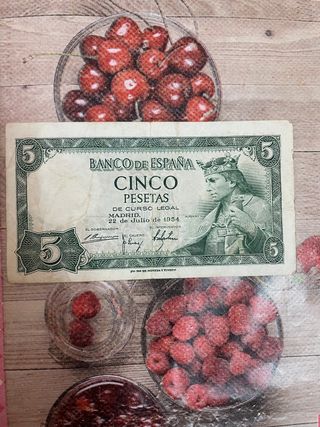 5
5
BANCO DE ESPAÑA
CINCO
PESETAS
DE CURSO LEGAL
MADRID,
22 de Julio de 1954
EL GOBERNADOR
EL CAJERO
5